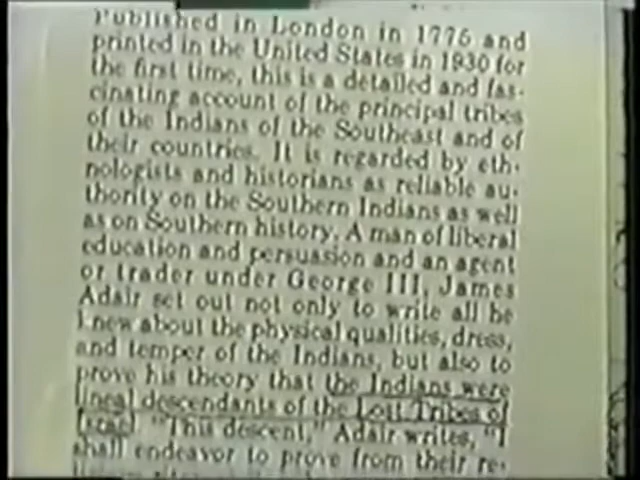 Published in London in 1775 and
printed in the United States in 1930 for
the first time, this is a detailed and fas-
cinating account of the principal tribes
of the Indians of the Southeast and of
their countries. It is regarded by eth-
nologists and historians as reliable au-
thority on the Southern Indians as well
as on Southern history. A man of liberal
education and persuasion and an agent
or trader under George III, James
Adair set out not only to write all he
knew about the physical qualities, dress,
and temper of the Indians, but also to
prove his theory that the Indians were
lineal descendants of the Lost Tribes of
Israel. "This descent," Adair writes, "I
shall endeavor to prove from their re-